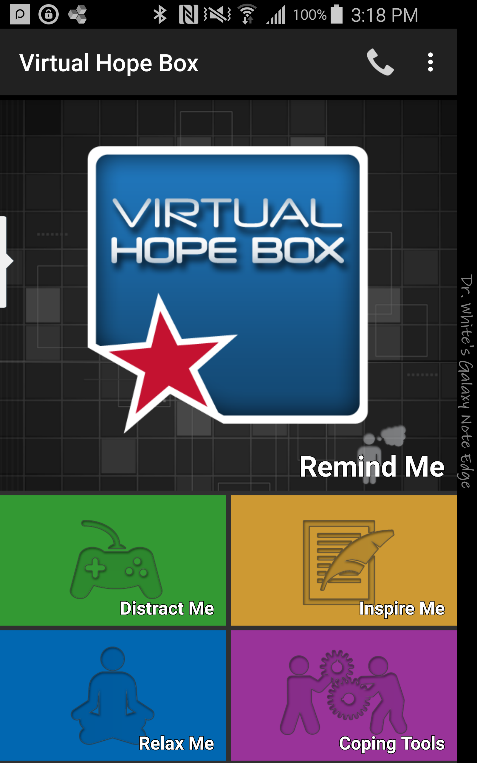 100% 3:18 PM
Virtual Hope Box
VIRTUAL
HOPE BOX
Remind Me
Distract Me
Inspire Me
Relax Me
Coping Tools
Dr. White's Galaxy Note Edge